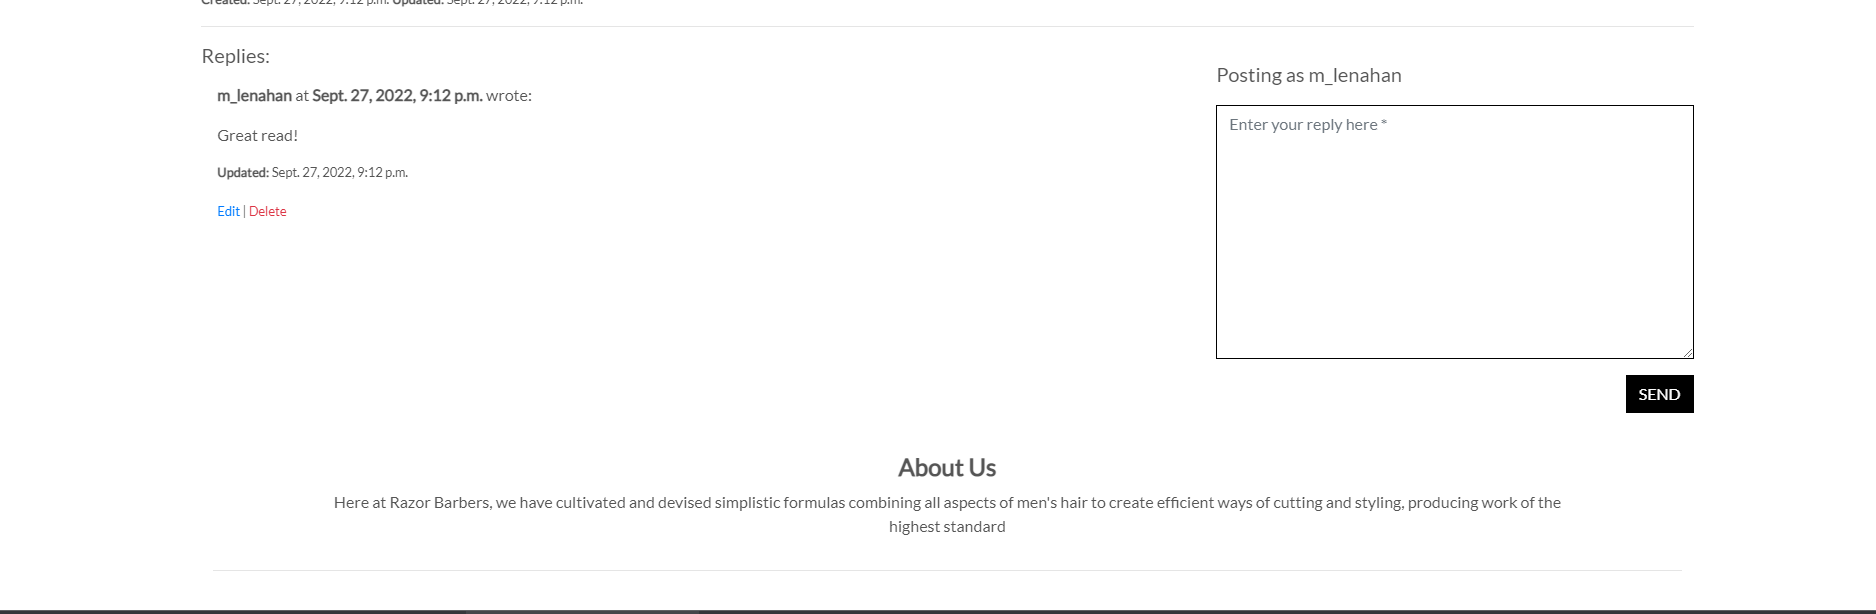 Created: Sept. 27, 2022, 9:12 p.m. Updated: Sept. 27, 2022, 9:12 p.m.
Replies:
m_lenahan at Sept. 27, 2022, 9:12 p.m. wrote:
Great read!
Updated: Sept. 27, 2022, 9:12 p.m.
Edit | Delete
Posting as m_lenahan
Enter your reply here *
SEND
About Us
Here at Razor Barbers, we have cultivated and devised simplistic formulas combining all aspects of men's hair to create efficient ways of cutting and styling, producing work of the
highest standard